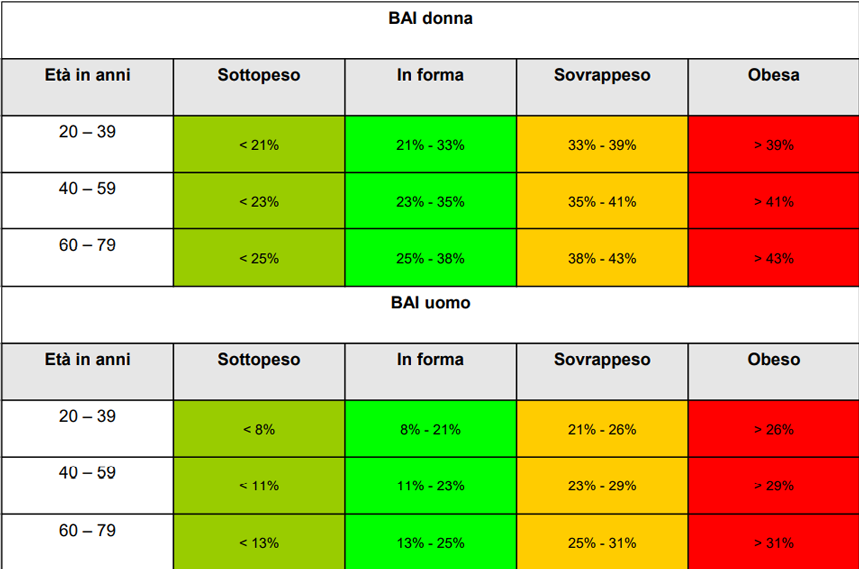 BAI donna
Età in anni Sottopeso In forma Sovrappeso Obesa
20 – 39 < 21% 21% - 33% 33% - 39% > 39%
40 – 59 < 23% 23% - 35% 35% - 41% > 41%
60 – 79 < 25% 25% - 38% 38% - 43% > 43%
BAI uomo
Età in anni Sottopeso In forma Sovrappeso Obeso
20 – 39 < 8% 8% - 21% 21% - 26% > 26%
40 – 59 < 11% 11% - 23% 23% - 29% > 29%
60 – 79 < 13% 13% - 25% 25% - 31% > 31%